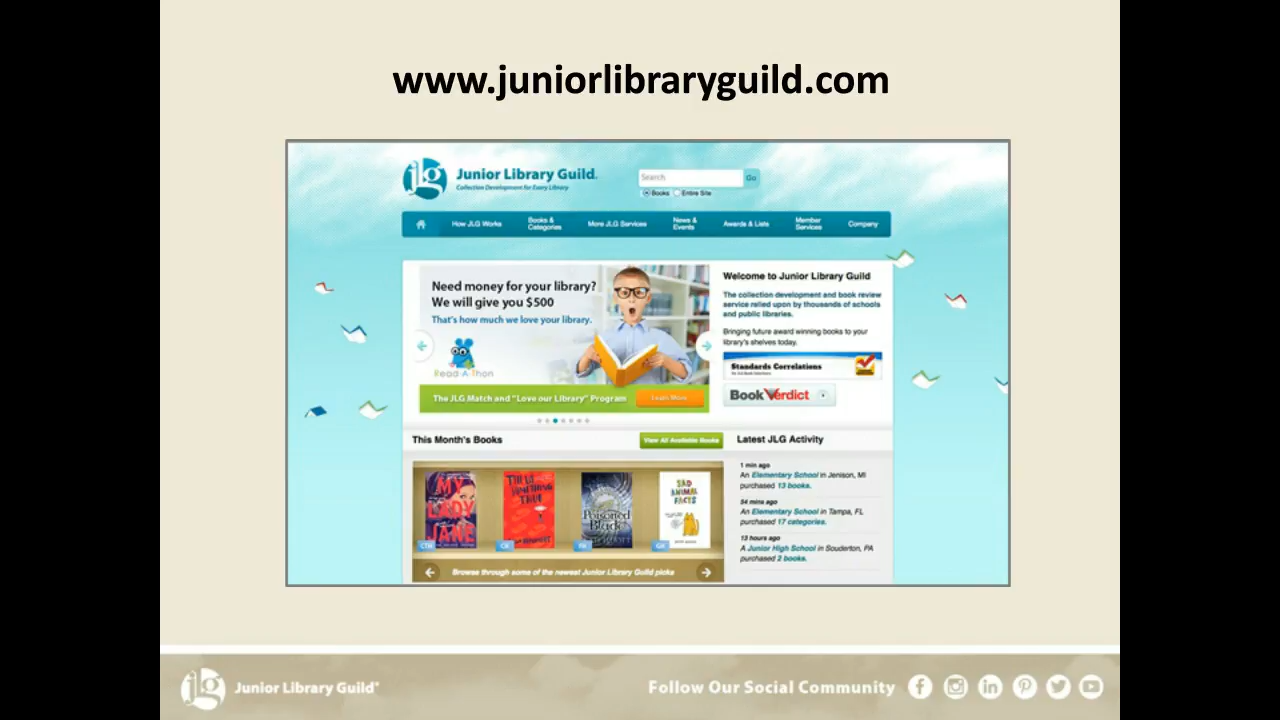 www.juniorlibraryguild.com
jlg
Junior Library Guild.
Collection Development for Every Library
Search
Go
Books
Entire Site
How JLG Works
Books &
Categories
More JLG Services
News &
Events
Awards & Lists
Member
Services
Company
Need money for your library?
We will give you $500
That's how much we love your library.
Read-A-Thon
The JLG Match and "Love our Library" Program
Learn More
Welcome to Junior Library Guild
The collection development and book review
service relied upon by thousands of schools
and public libraries.
Bringing future award winning books to your
library's shelves today.
Standards Correlations
for JLG Book Selections
Book Verdict
This Month's Books
View All Available Books
Latest JLG Activity
MY
LADY
JANE
CTH
SAD
ANIMAL
FACTS
Poisoned
Blade
1 min ago
An Elementary School in Jenison, MI
purchased 13 books.
54 mins ago
An Elementary School in Tampa, FL
purchased 17 categories.
13 hours ago
A Junior High School in Souderton, PA
purchased 2 books.
Browse through some of the newest Junior Library Guild picks
jlg
Junior Library Guild®
Follow Our Social Community